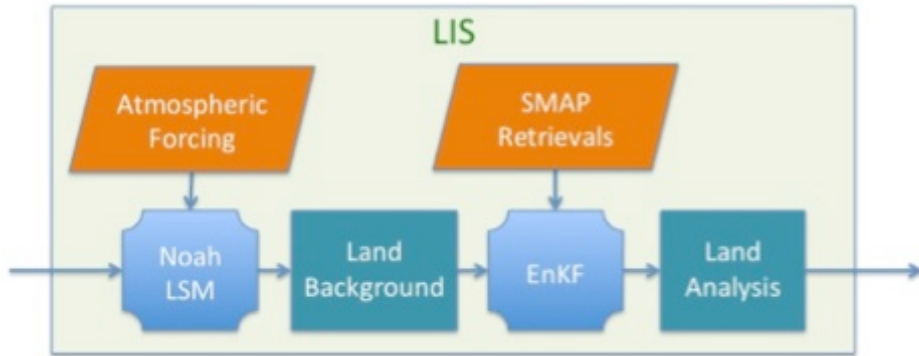 LIS
Atmospheric
Forcing
SMAP
Retrievals
Noah
LSM
Land
Background
EnKF
Land
Analysis